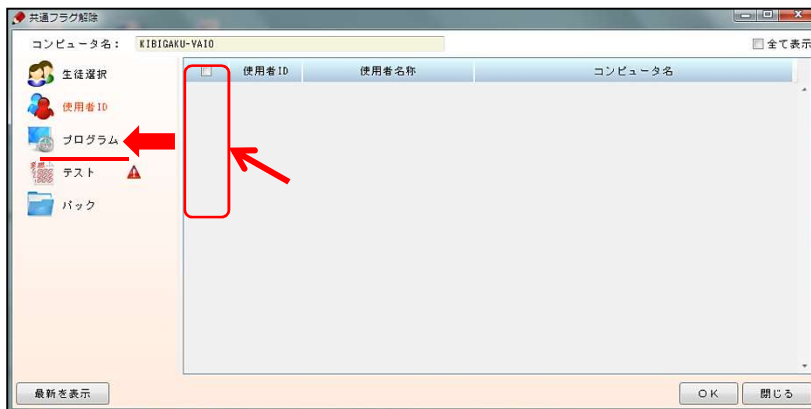 共通フラグ解除
コンピュータ名： KIBIGAKU-VAIO 全て表示
生徒選択
使用者ID
プログラム
テスト
パック
使用者ID 使用者名称 コンピュータ名
最新を表示 OK 閉じる